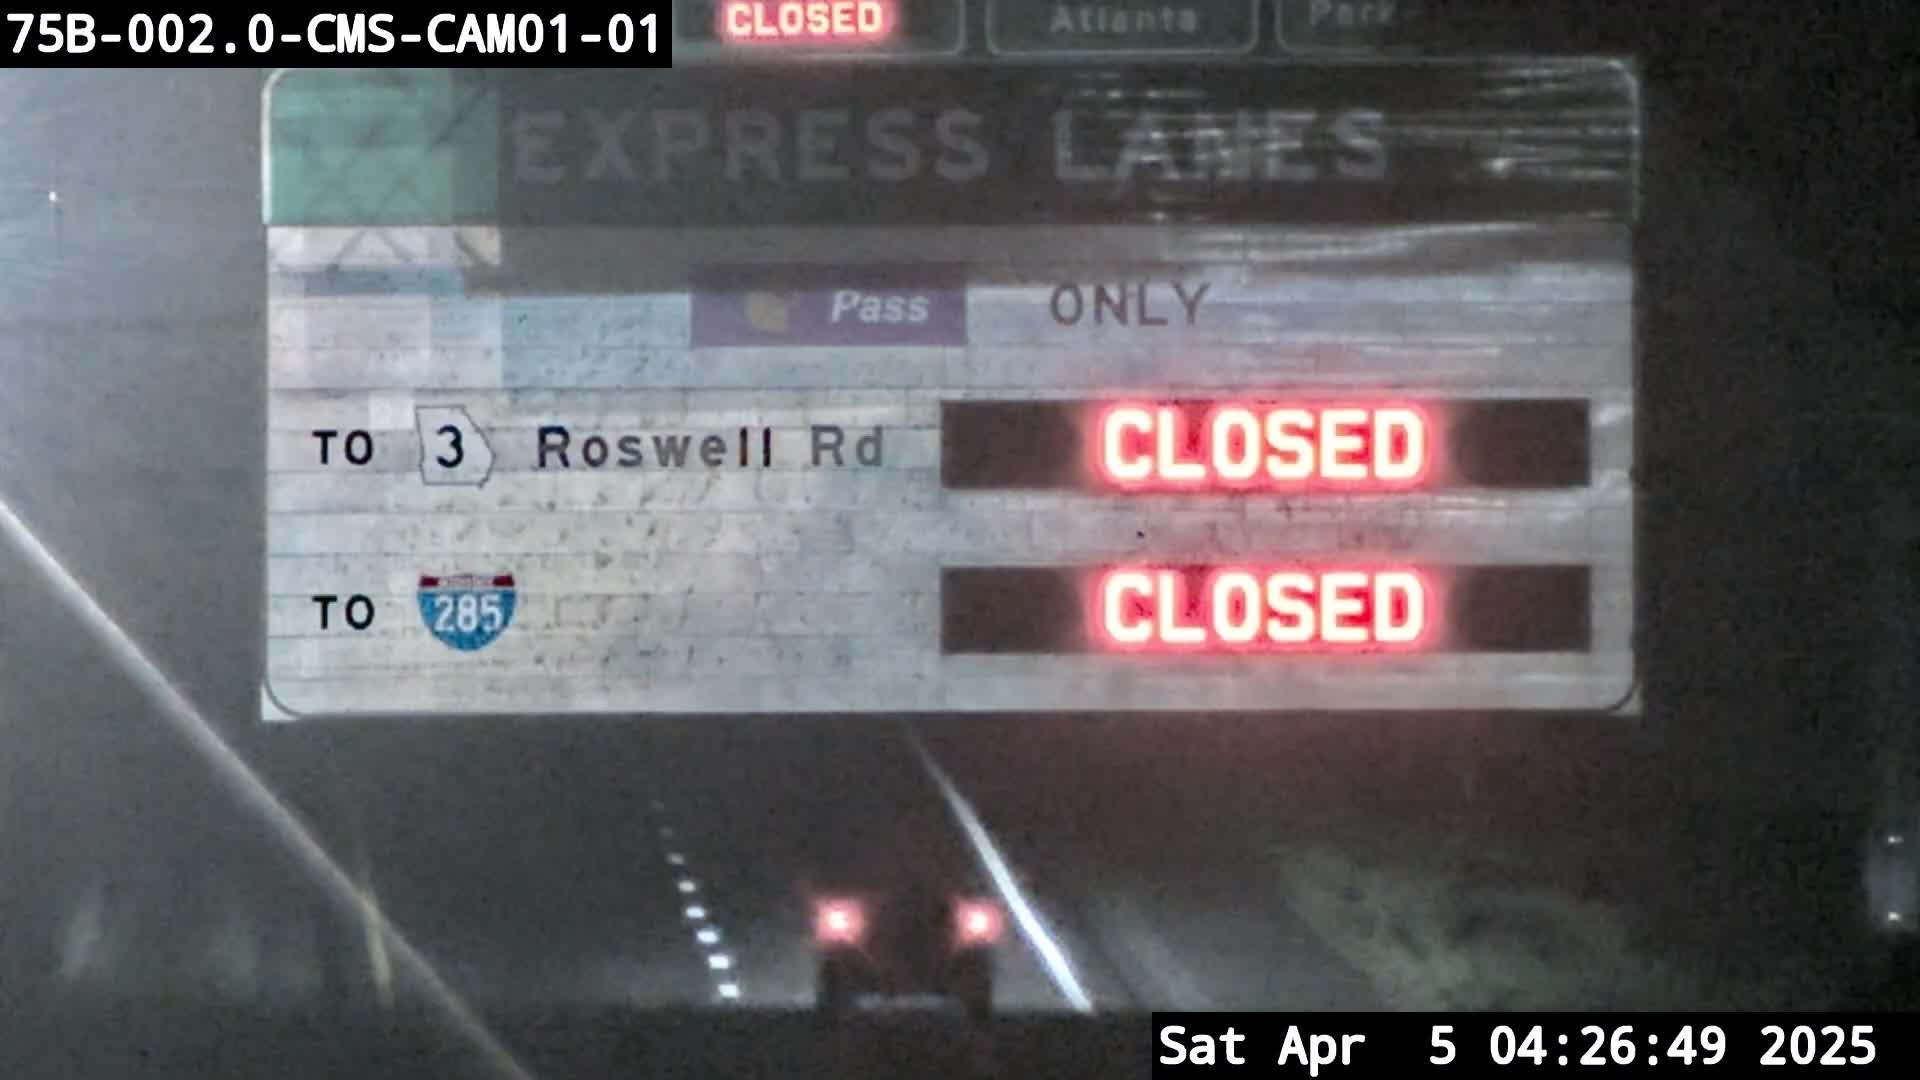 75B-002.0-CMS-CAM01-01
CLOSED
Atlanta
Park
EXPRESS LANES
Pass ONLY
TO 3 Roswell Rd CLOSED
TO 285 CLOSED
Sat Apr 5 04:26:49 2025